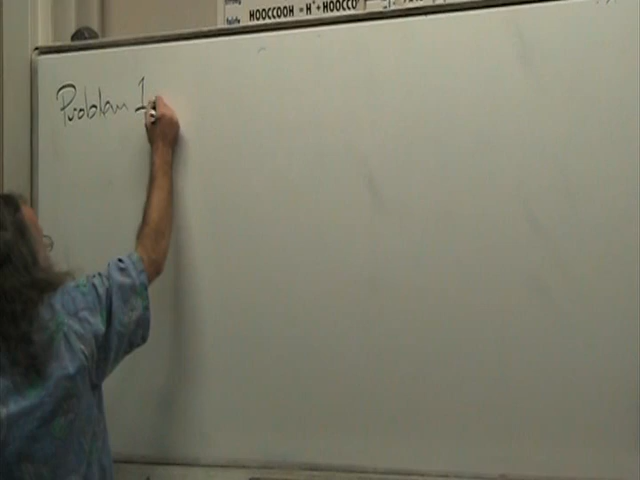 HOOCCOOH = H⁺ + HOOCCO
Problem 1